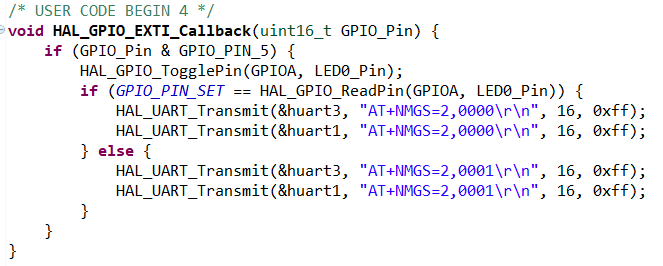 /* USER CODE BEGIN 4 */
void HAL_GPIO_EXTI_Callback(uint16_t GPIO_Pin) {
    if (GPIO_Pin & GPIO_PIN_5) {
        HAL_GPIO_TogglePin(GPIOA, LED0_Pin);
        if (GPIO_PIN_SET == HAL_GPIO_ReadPin(GPIOA, LED0_Pin)) {
            HAL_UART_Transmit(&huart3, "AT+NMGS=2,0000\r\n", 16, 0xff);
            HAL_UART_Transmit(&huart1, "AT+NMGS=2,0000\r\n", 16, 0xff);
        } else {
            HAL_UART_Transmit(&huart3, "AT+NMGS=2,0001\r\n", 16, 0xff);
            HAL_UART_Transmit(&huart1, "AT+NMGS=2,0001\r\n", 16, 0xff);
        }
    }
}